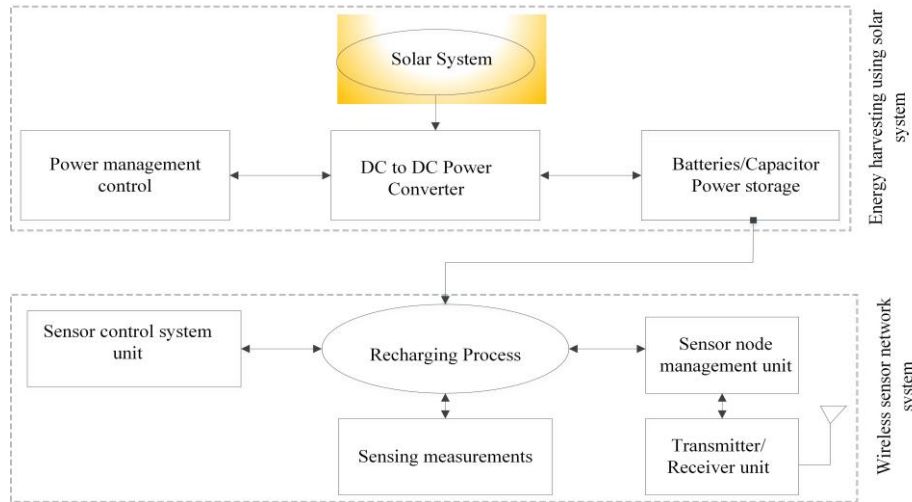 Solar System
Power management
control
DC to DC Power
Converter
Batteries/Capacitor
Power storage
Energy harvesting using solar
system
Sensor control system
unit
Recharging Process
Sensor node
management unit
Sensing measurements
Transmitter/
Receiver unit
Wireless sensor network
system